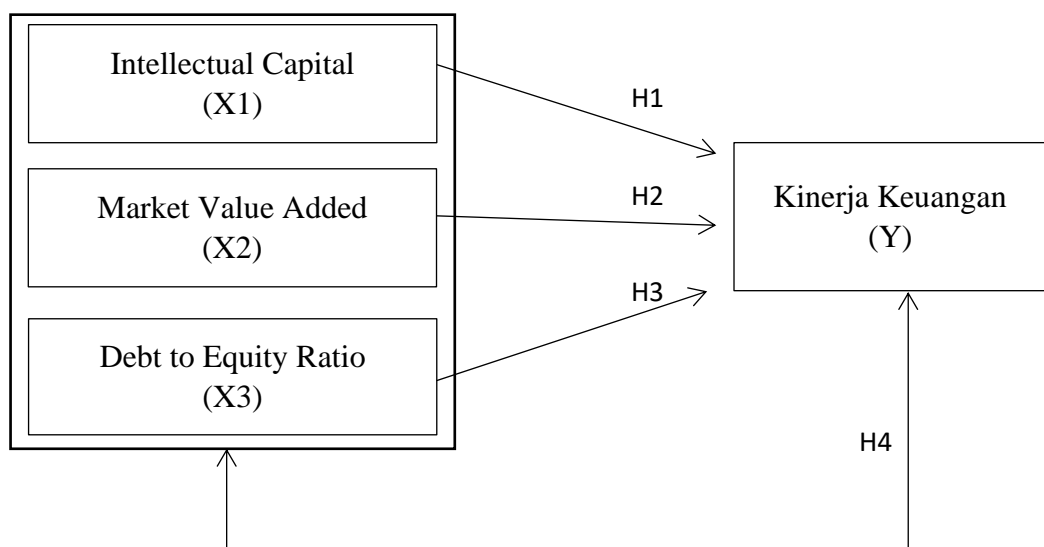 Intellectual Capital
(X1)
H1
Market Value Added
(X2)
H2
Kinerja Keuangan
(Y)
H3
Debt to Equity Ratio
(X3)
H4